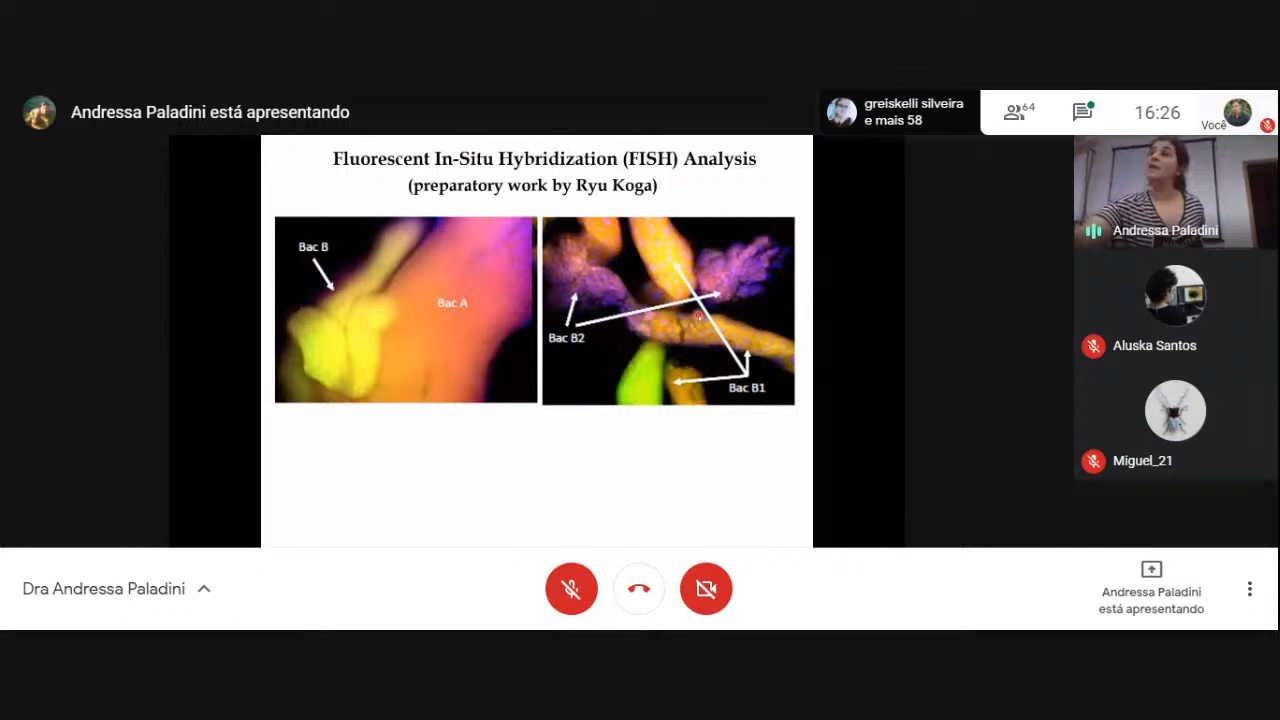 Andressa Paladini está apresentando
greiskelli silveira
e mais 58
64
16:26
Você
Fluorescent In-Situ Hybridization (FISH) Analysis
(preparatory work by Ryu Koga)
Bac B
Bac A
Bac B2
Bac B1
Andressa Paladini
Aluska Santos
Miguel_21
Dra Andressa Paladini
Andressa Paladini
está apresentando